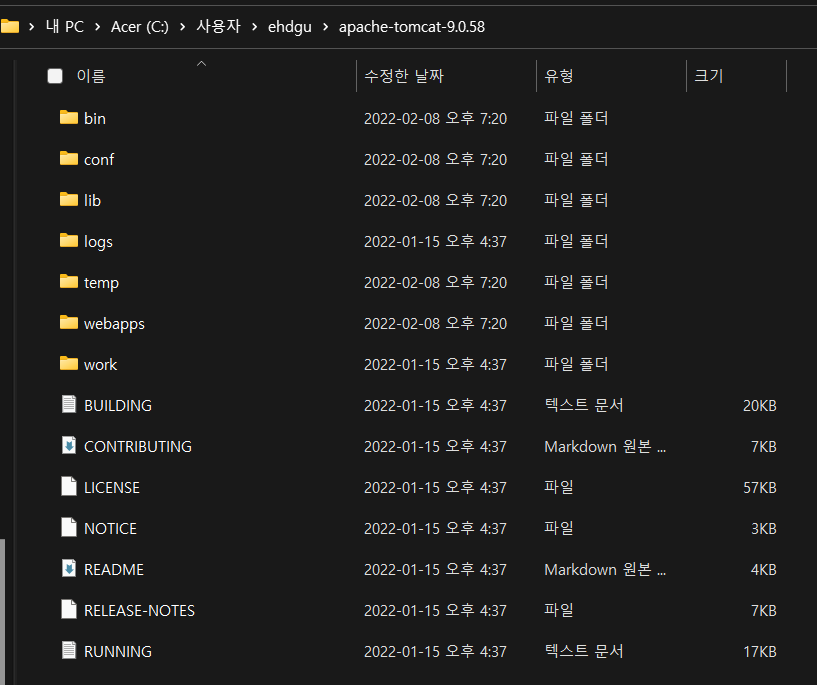 내 PC > Acer (C:) > 사용자 > ehdgu > apache-tomcat-9.0.58
이름 수정한 날짜 유형 크기
bin 2022-02-08 오후 7:20 파일 폴더
conf 2022-02-08 오후 7:20 파일 폴더
lib 2022-02-08 오후 7:20 파일 폴더
logs 2022-01-15 오후 4:37 파일 폴더
temp 2022-02-08 오후 7:20 파일 폴더
webapps 2022-02-08 오후 7:20 파일 폴더
work 2022-01-15 오후 4:37 파일 폴더
BUILDING 2022-01-15 오후 4:37 텍스트 문서 20KB
CONTRIBUTING 2022-01-15 오후 4:37 Markdown 원본 ... 7KB
LICENSE 2022-01-15 오후 4:37 파일 57KB
NOTICE 2022-01-15 오후 4:37 파일 3KB
README 2022-01-15 오후 4:37 Markdown 원본 ... 4KB
RELEASE-NOTES 2022-01-15 오후 4:37 파일 7KB
RUNNING 2022-01-15 오후 4:37 텍스트 문서 17KB